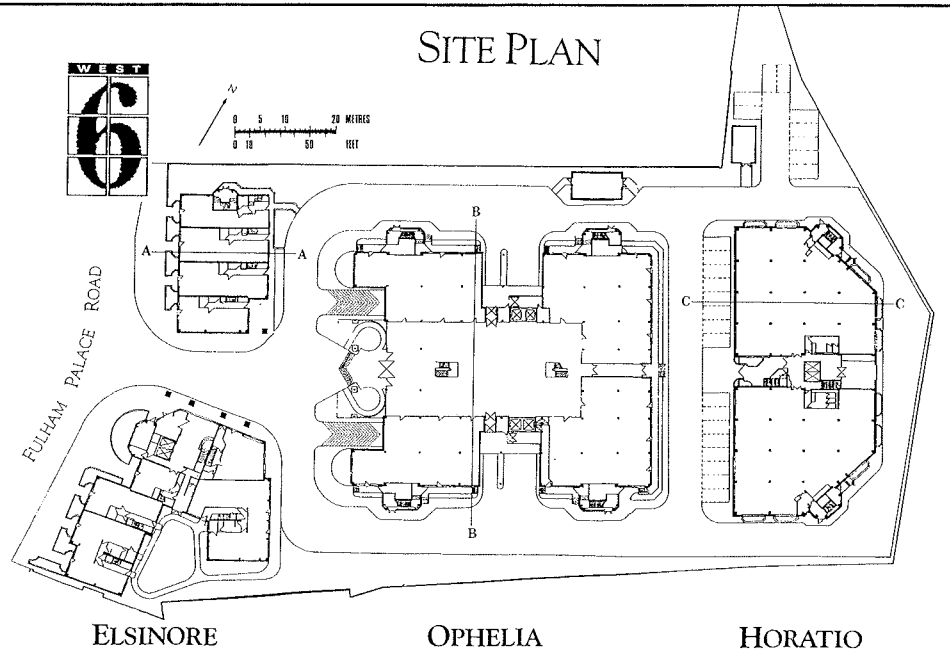 SITE PLAN
WEST
6
N
0 5 10 20 METRES
0 10 50 FEET
B
A A
C C
FULHAM PALACE ROAD
B
ELSINORE OPHELIA HORATIO